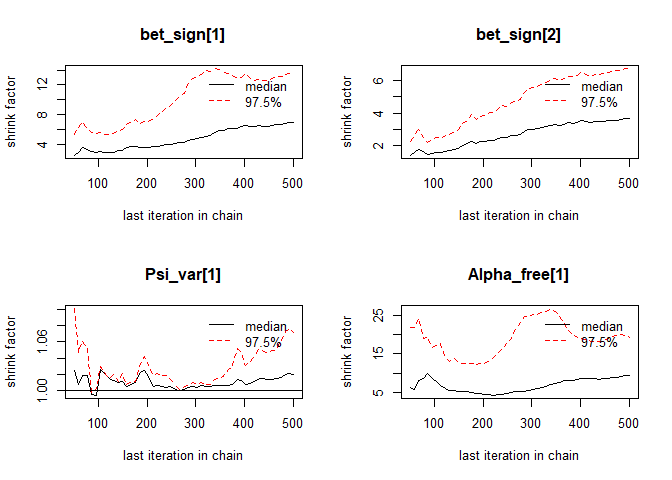 bet_sign[1]
shrink factor
4 8 12
median
97.5%
100 200 300 400 500
last iteration in chain
bet_sign[2]
shrink factor
2 4 6
median
97.5%
100 200 300 400 500
last iteration in chain
Psi_var[1]
shrink factor
1.00 1.06
median
97.5%
100 200 300 400 500
last iteration in chain
Alpha_free[1]
shrink factor
5 15 25
median
97.5%
100 200 300 400 500
last iteration in chain